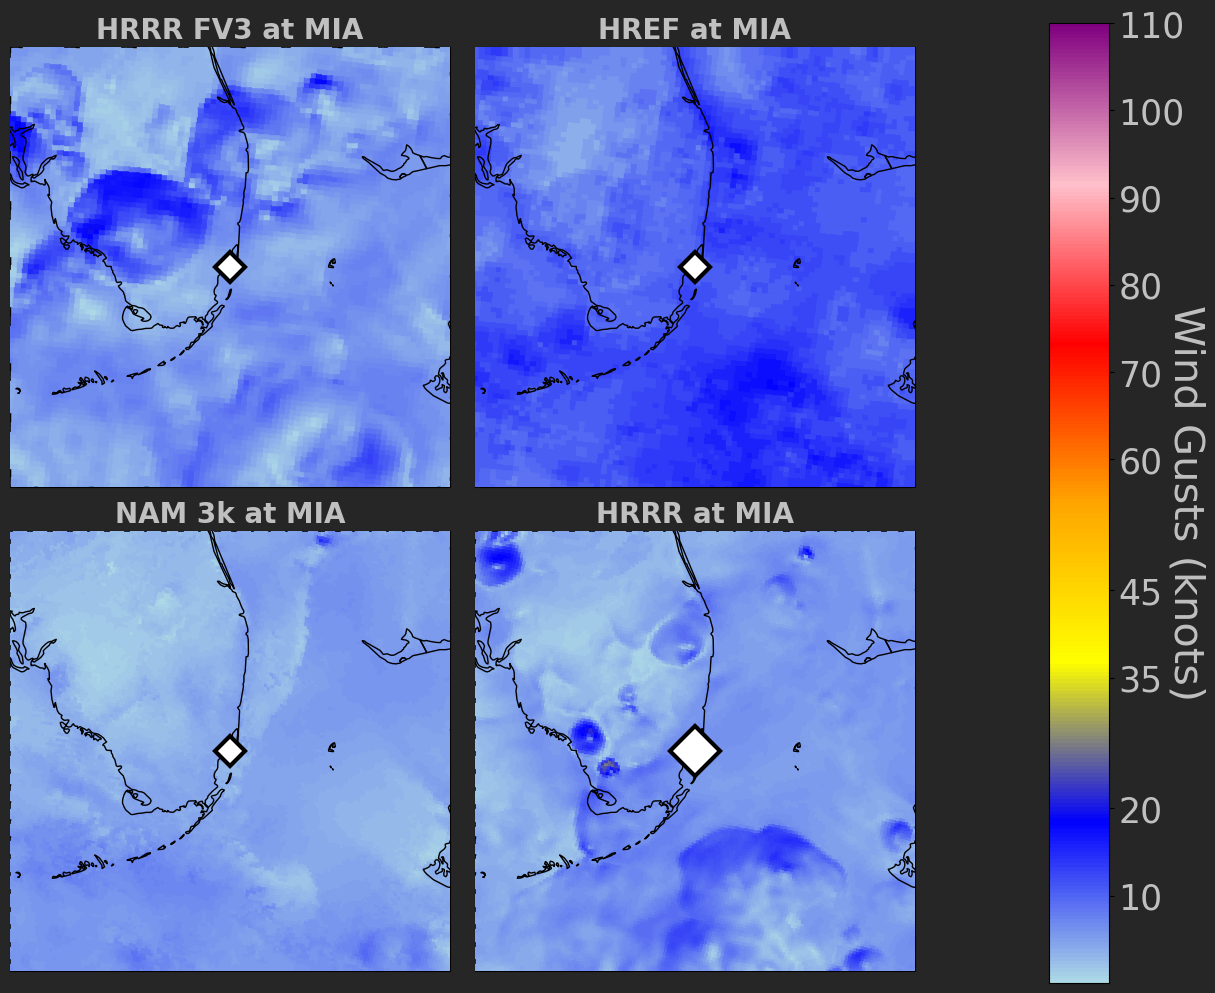 HRRR FV3 at MIA
HREF at MIA
NAM 3k at MIA
HRRR at MIA
110
100
90
80
70
60
45
35
20
10
Wind Gusts (knots)